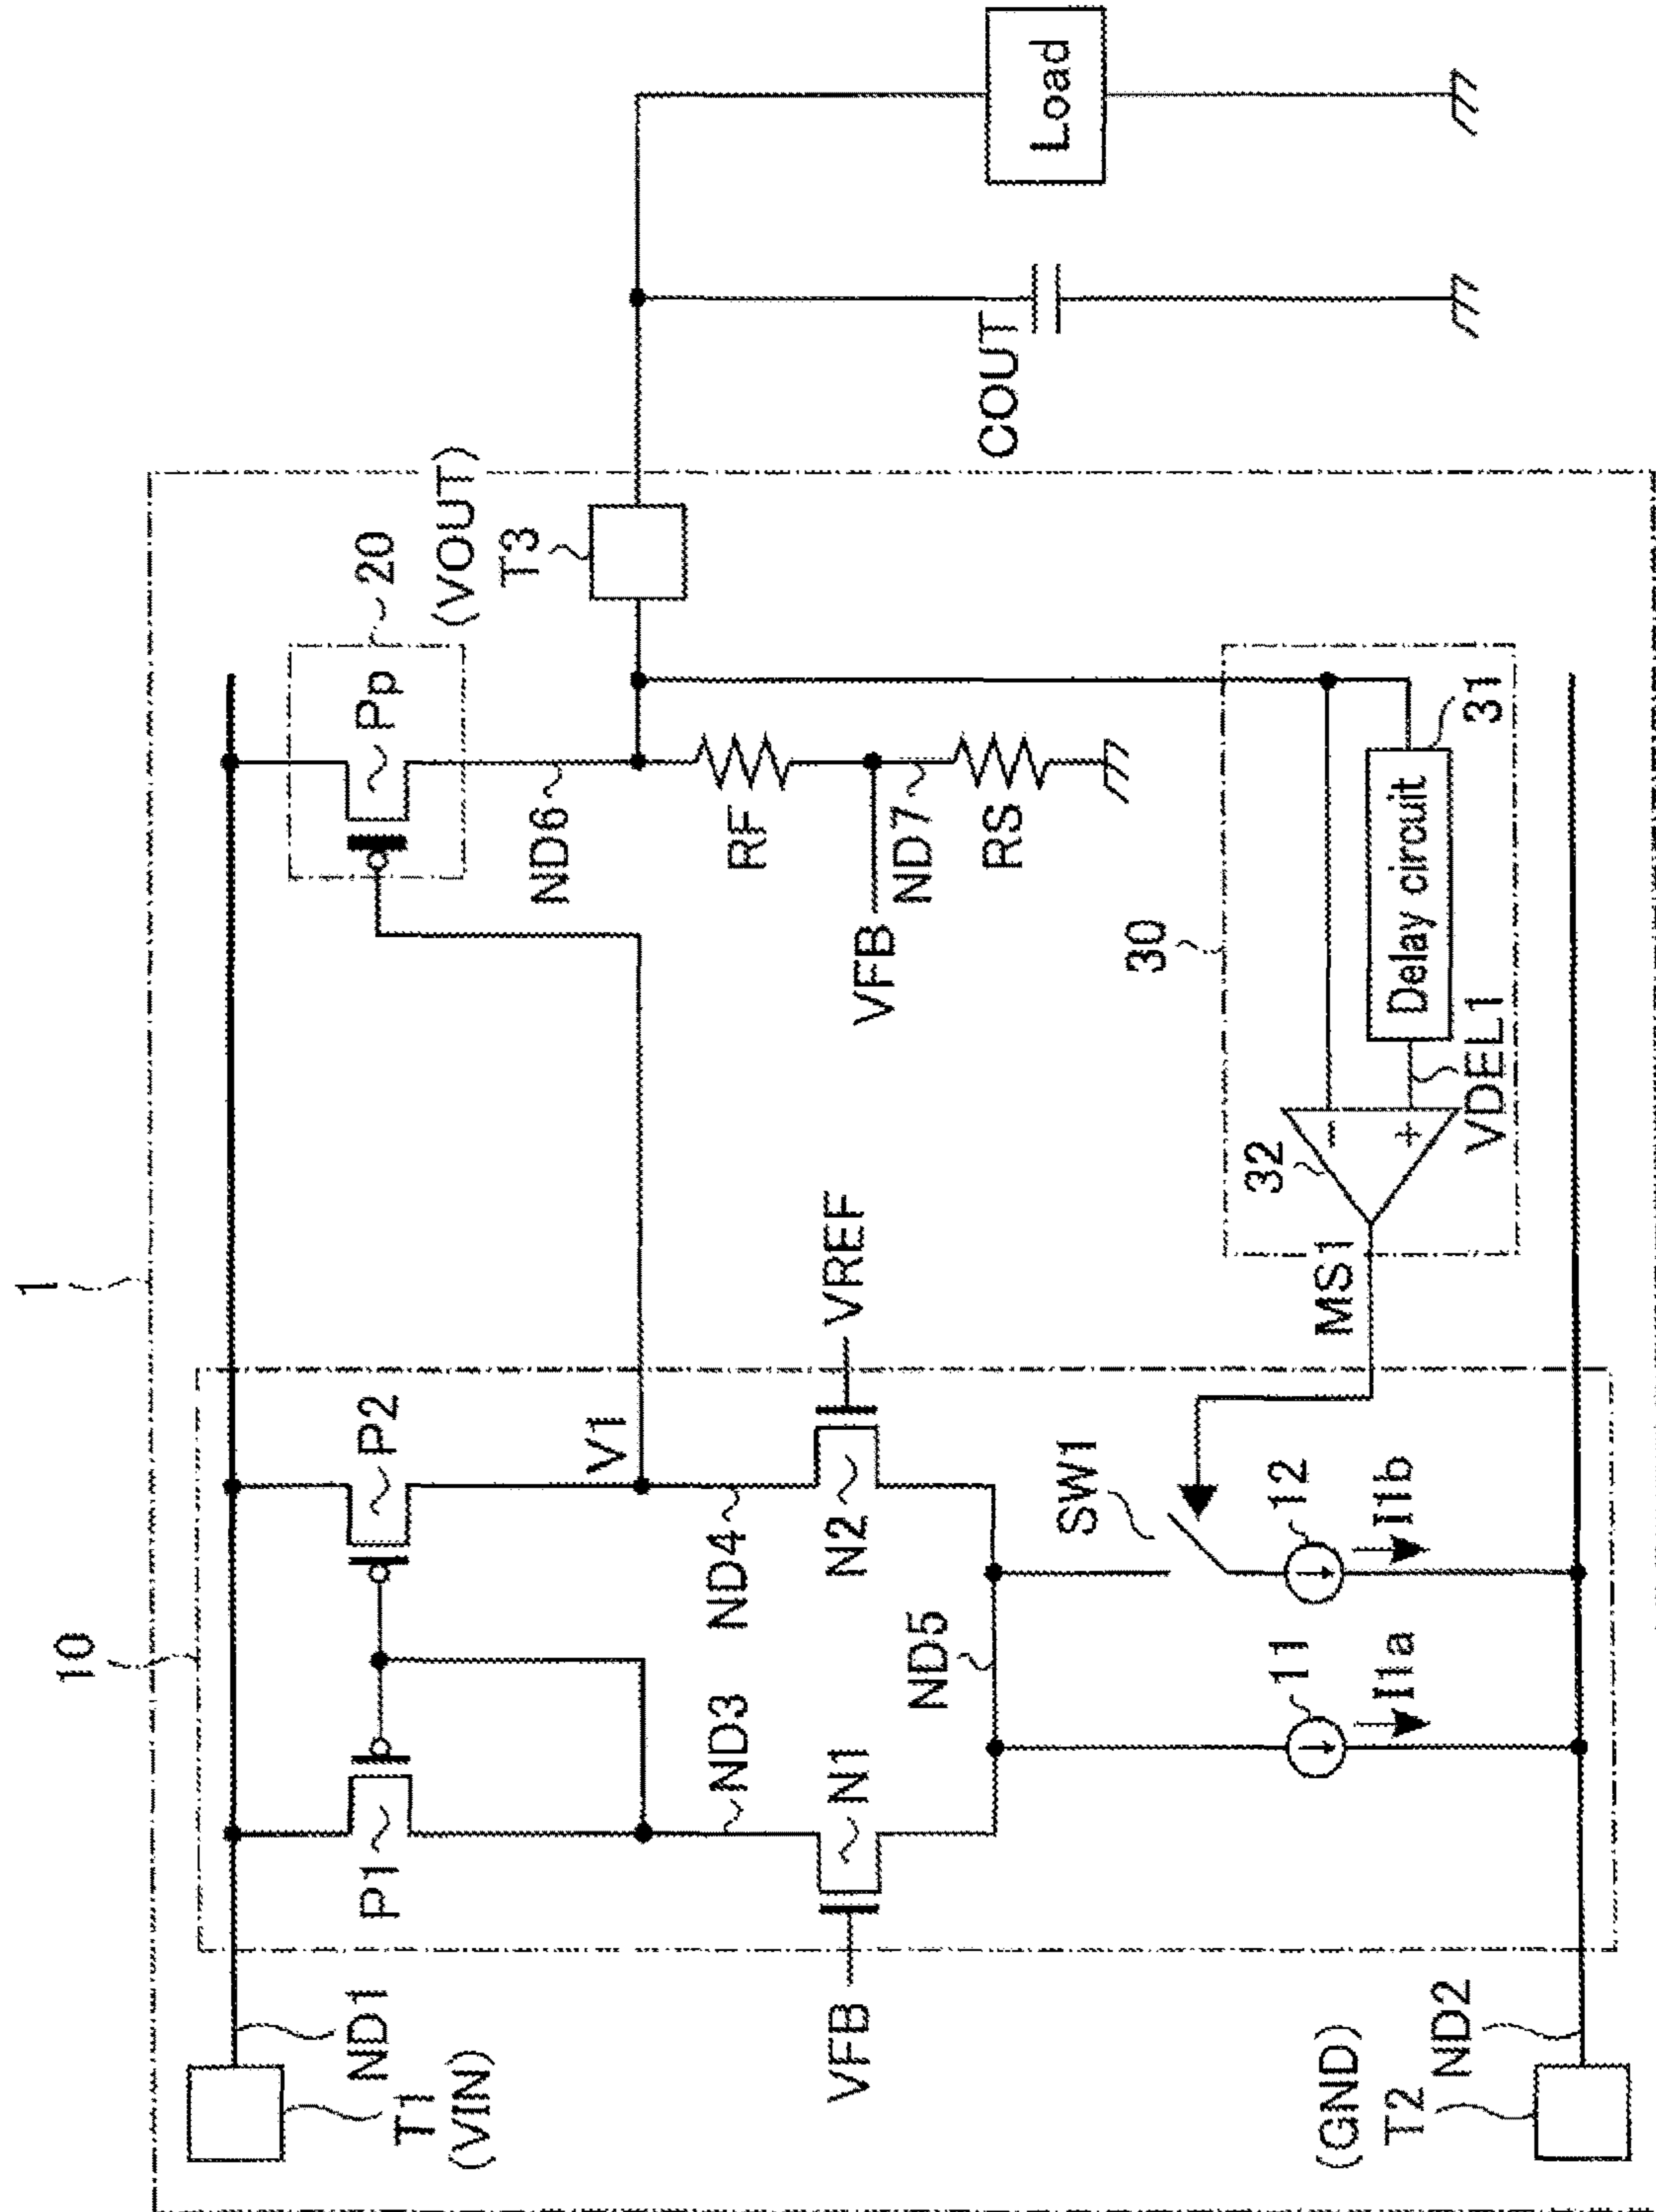 1
10
20
P1
P2
Pp
(VOUT)
T3
ND1
T1
(VIN)
V1
ND6
ND3
ND4
RF
VFB
N1
N2
VREF
VFB
ND7
RS
COUT
Load
ND5
SW1
30
32
11
12
MS1
Delay circuit
31
VDEL1
I1a
I1b
(GND)
T2
ND2